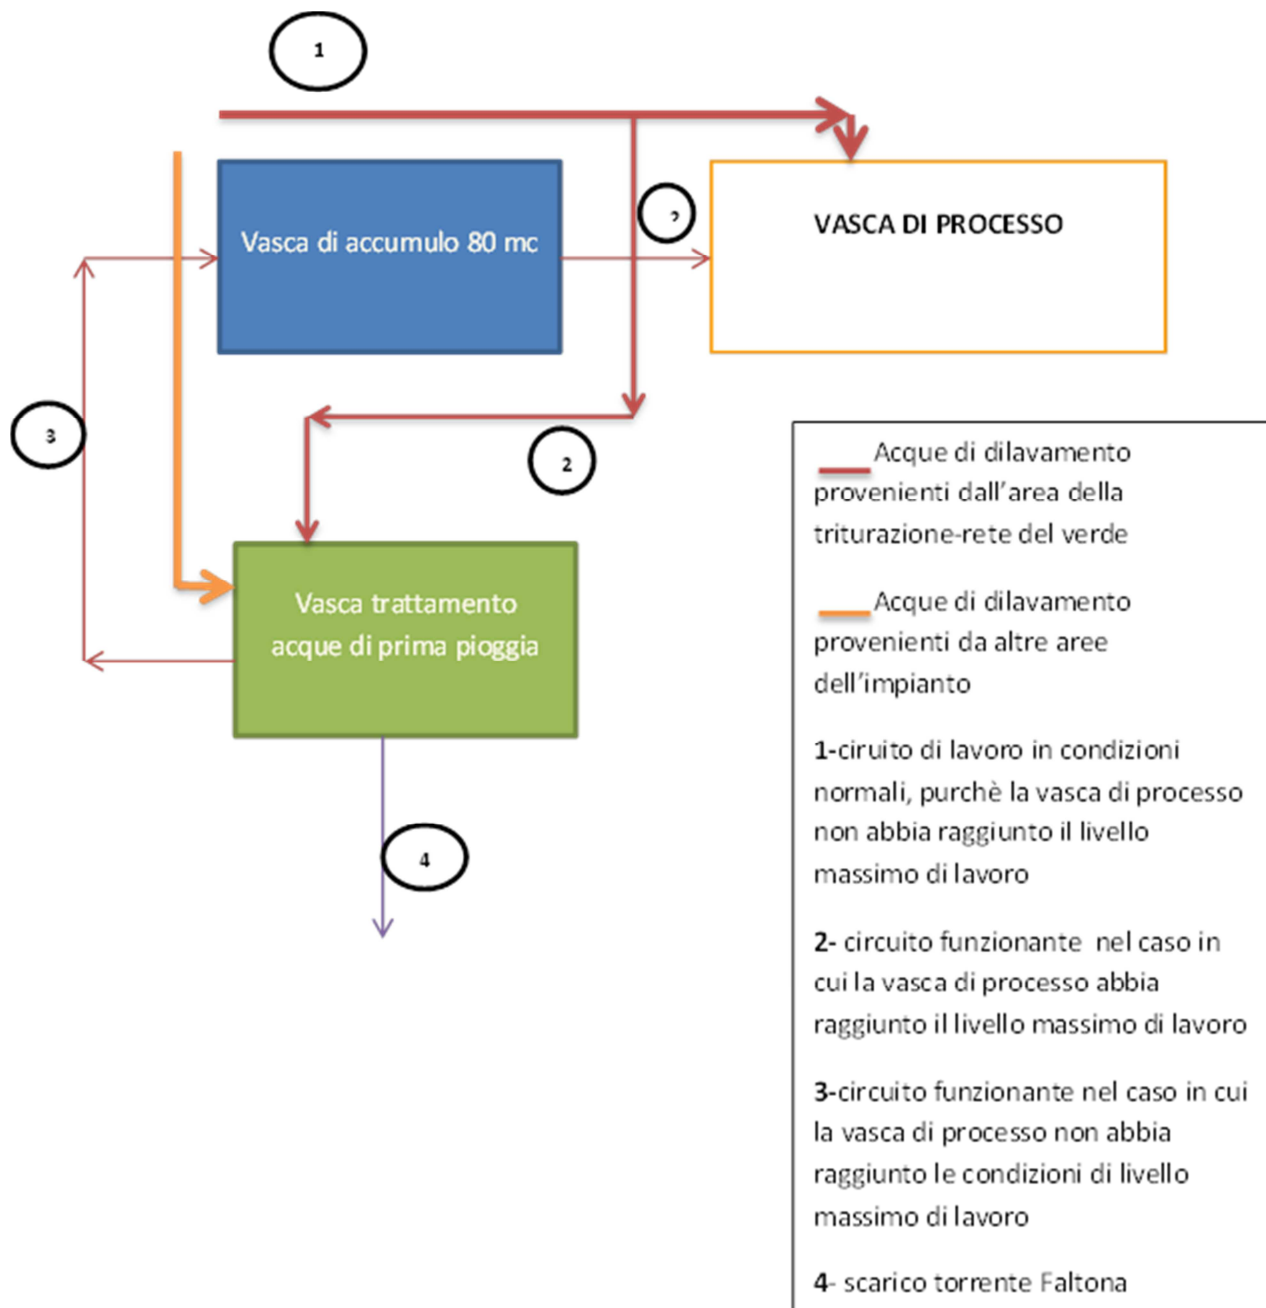 1
Vasca di accumulo 80 mc
VASCA DI PROCESSO
3
2
Vasca trattamento
acque di prima pioggia
4
Acque di dilavamento
provenienti dall'area della
triturazione-rete del verde
Acque di dilavamento
provenienti da altre aree
dell'impianto
1-ciruito di lavoro in condizioni
normali, purchè la vasca di processo
non abbia raggiunto il livello
massimo di lavoro
2- circuito funzionante nel caso in
cui la vasca di processo abbia
raggiunto il livello massimo di lavoro
3-circuito funzionante nel caso in cui
la vasca di processo non abbia
raggiunto le condizioni di livello
massimo di lavoro
4- scarico torrente Faltona